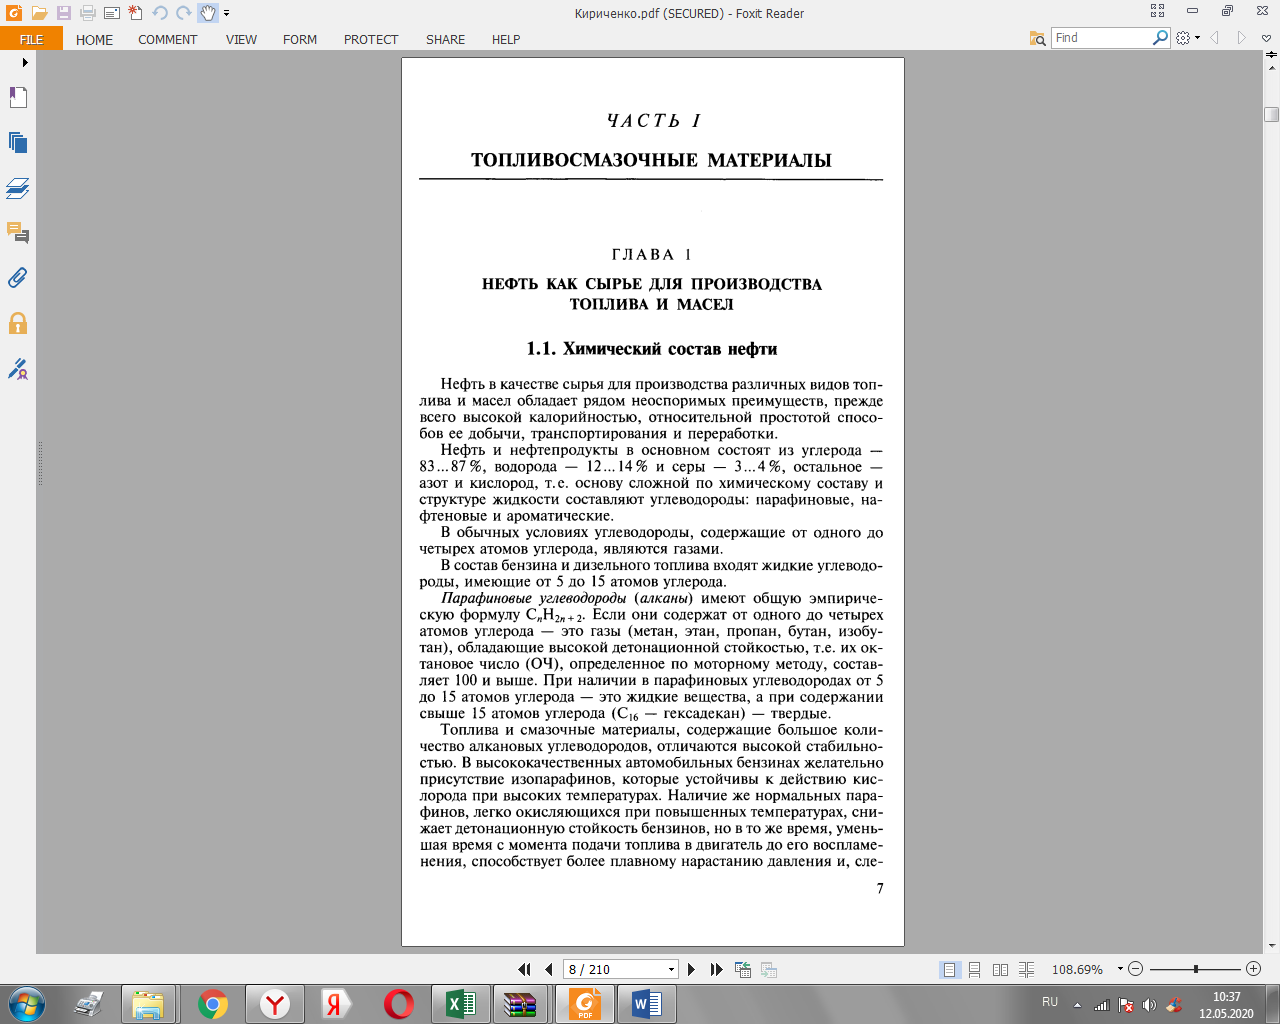 Кириченко.pdf (SECURED) - Foxit Reader
FILE HOME COMMENT VIEW FORM PROTECT SHARE HELP Find
ЧАСТЬ I
ТОПЛИВОСМАЗОЧНЫЕ МАТЕРИАЛЫ
ГЛАВА 1
НЕФТЬ КАК СЫРЬЕ ДЛЯ ПРОИЗВОДСТВА
ТОПЛИВА И МАСЕЛ
1.1. Химический состав нефти
Нефть в качестве сырья для производства различных видов топ-
лива и масел обладает рядом неоспоримых преимуществ, прежде
всего высокой калорийностью, относительной простотой спосо-
бов ее добычи, транспортирования и переработки.
Нефть и нефтепродукты в основном состоят из углерода —
83...87 %, водорода — 12...14 % и серы — 3...4 %, остальное —
азот и кислород, т.е. основу сложной по химическому составу и
структуре жидкости составляют углеводороды: парафиновые, на-
фтеновые и ароматические.
В обычных условиях углеводороды, содержащие от одного до
четырех атомов углерода, являются газами.
В состав бензина и дизельного топлива входят жидкие углеводо-
роды, имеющие от 5 до 15 атомов углерода.
Парафиновые углеводороды (алканы) имеют общую эмпириче-
скую формулу CₙH₂ₙ₊₂. Если они содержат от одного до четырех
атомов углерода — это газы (метан, этан, пропан, бутан, изобу-
тан), обладающие высокой детонационной стойкостью, т.е. их ок-
тановое число (ОЧ), определенное по моторному методу, состав-
ляет 100 и выше. При наличии в парафиновых углеводородах от 5
до 15 атомов углерода — это жидкие вещества, а при содержании
свыше 15 атомов углерода (C₁₆ — гексадекан) — твердые.
Топлива и смазочные материалы, содержащие большое коли-
чество алкановых углеводородов, отличаются высокой стабильно-
стью. В высококачественных автомобильных бензинах желательно
присутствие изопарафинов, которые устойчивы к действию кис-
лорода при высоких температурах. Наличие же нормальных пара-
финов, легко окисляющихся при повышенных температурах, сни-
жает детонационную стойкость бензинов, но в то же время, умень-
шая время с момента подачи топлива в двигатель до его воспламе-
нения, способствует более плавному нарастанию давления и, сле-
7
8 / 210 108.69%
RU 10:37
12.05.2020